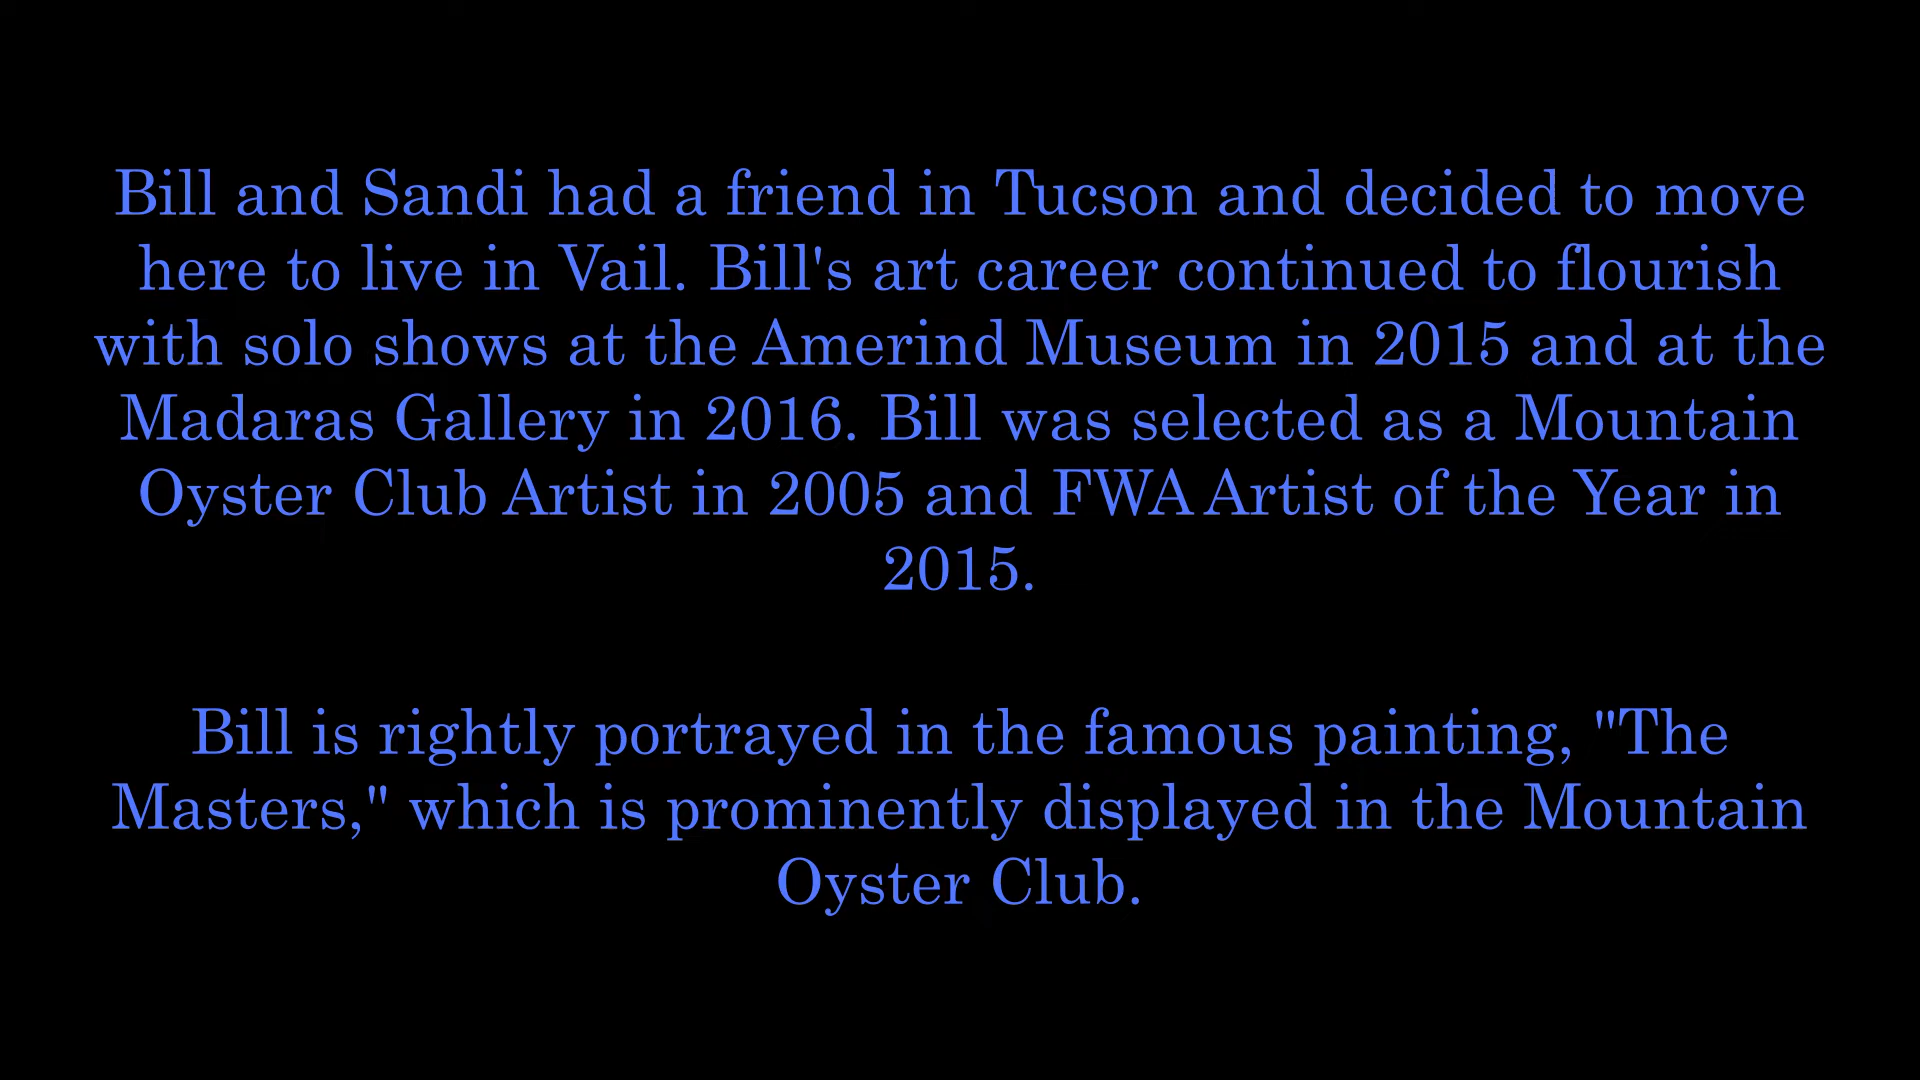 Bill and Sandi had a friend in Tucson and decided to move
here to live in Vail. Bill's art career continued to flourish
with solo shows at the Amerind Museum in 2015 and at the
Madaras Gallery in 2016. Bill was selected as a Mountain
Oyster Club Artist in 2005 and FWA Artist of the Year in
2015.
Bill is rightly portrayed in the famous painting, "The
Masters," which is prominently displayed in the Mountain
Oyster Club.